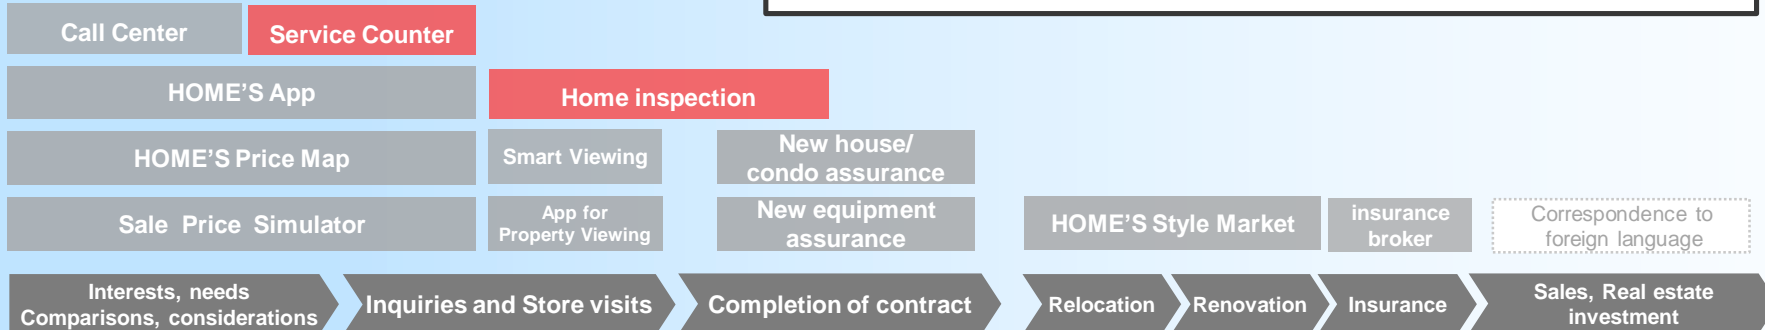 Call Center
Service Counter
HOME'S App
Home inspection
HOME'S Price Map
Smart Viewing
New house/
condo assurance
Sale Price Simulator
App for
Property Viewing
New equipment
assurance
HOME'S Style Market
insurance
broker
Correspondence to
foreign language
Interests, needs
Comparisons, considerations
Inquiries and Store visits
Completion of contract
Relocation
Renovation
Insurance
Sales, Real estate
investment